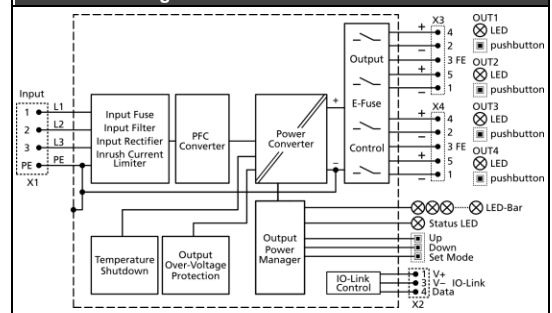 X3 OUT1
+ 4 LED
2 pushbutton
− 3 FE OUT2
+ 5 LED
− 1 pushbutton
Output
E-Fuse
Control
X4 OUT3
+ 4 LED
2 pushbutton
− 3 FE OUT4
+ 5 LED
− 1 pushbutton
Input
1 L1
2 L2
3 L3
PE PE
X1
Input Fuse
Input Filter
Input Rectifier
Inrush Current
Limiter
PFC
Converter
Power
Converter
+
−
LED-Bar
Status LED
Up
Down
Set Mode
Temperature
Shutdown
Output
Over-Voltage
Protection
Output
Power
Manager
IO-Link
Control
1 V+
3 V− IO-Link
4 Data
X2